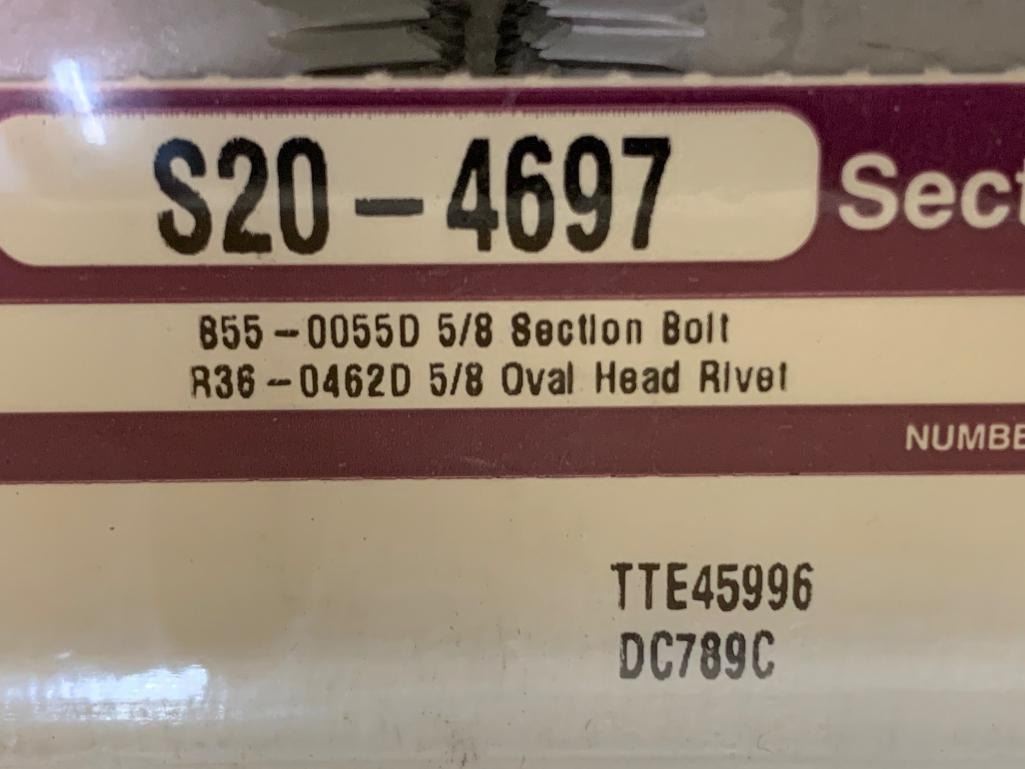 S20-4697
Sect
B55-0055D 5/8 Section Bolt
R36-0462D 5/8 Oval Head Rivet
NUMBE
TTE45996
DC789C